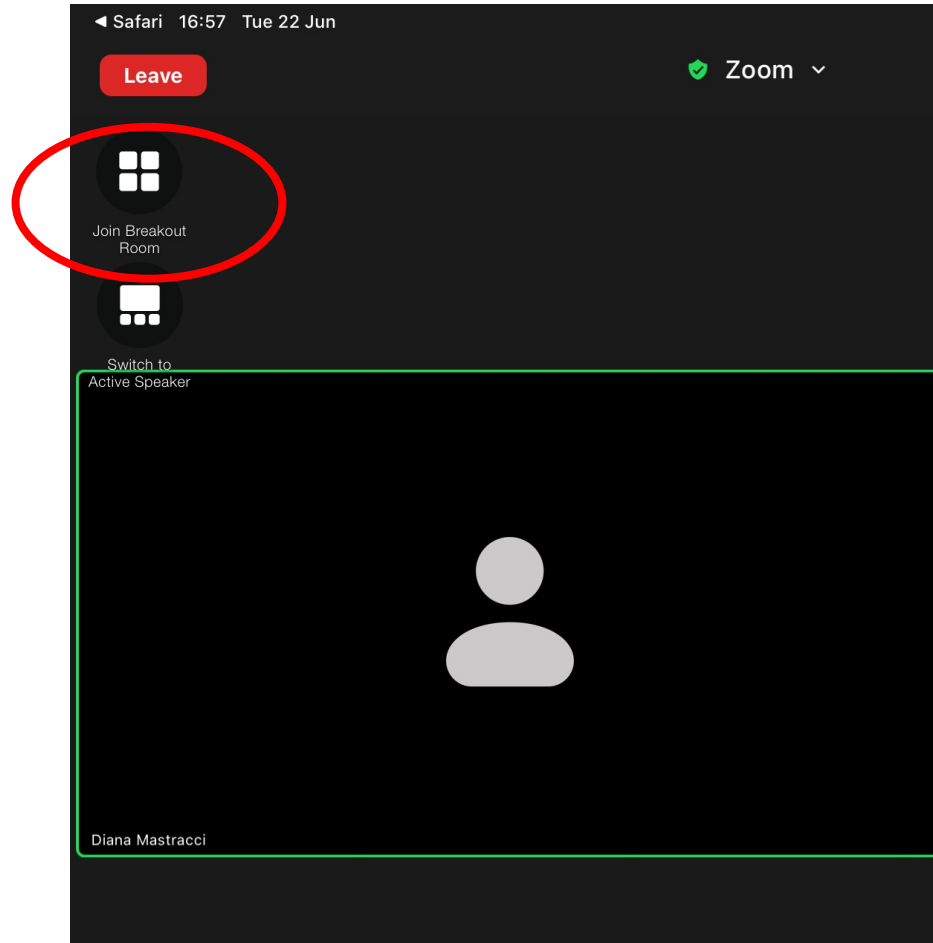 ◀ Safari 16:57 Tue 22 Jun
Leave
Zoom
Join Breakout
Room
Switch to
Active Speaker
Diana Mastracci